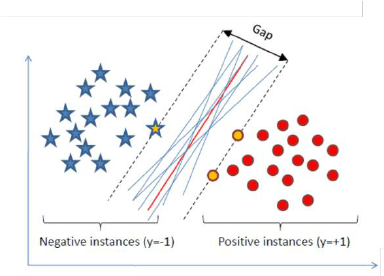 Gap
Negative instances (y=-1)
Positive instances (y=+1)